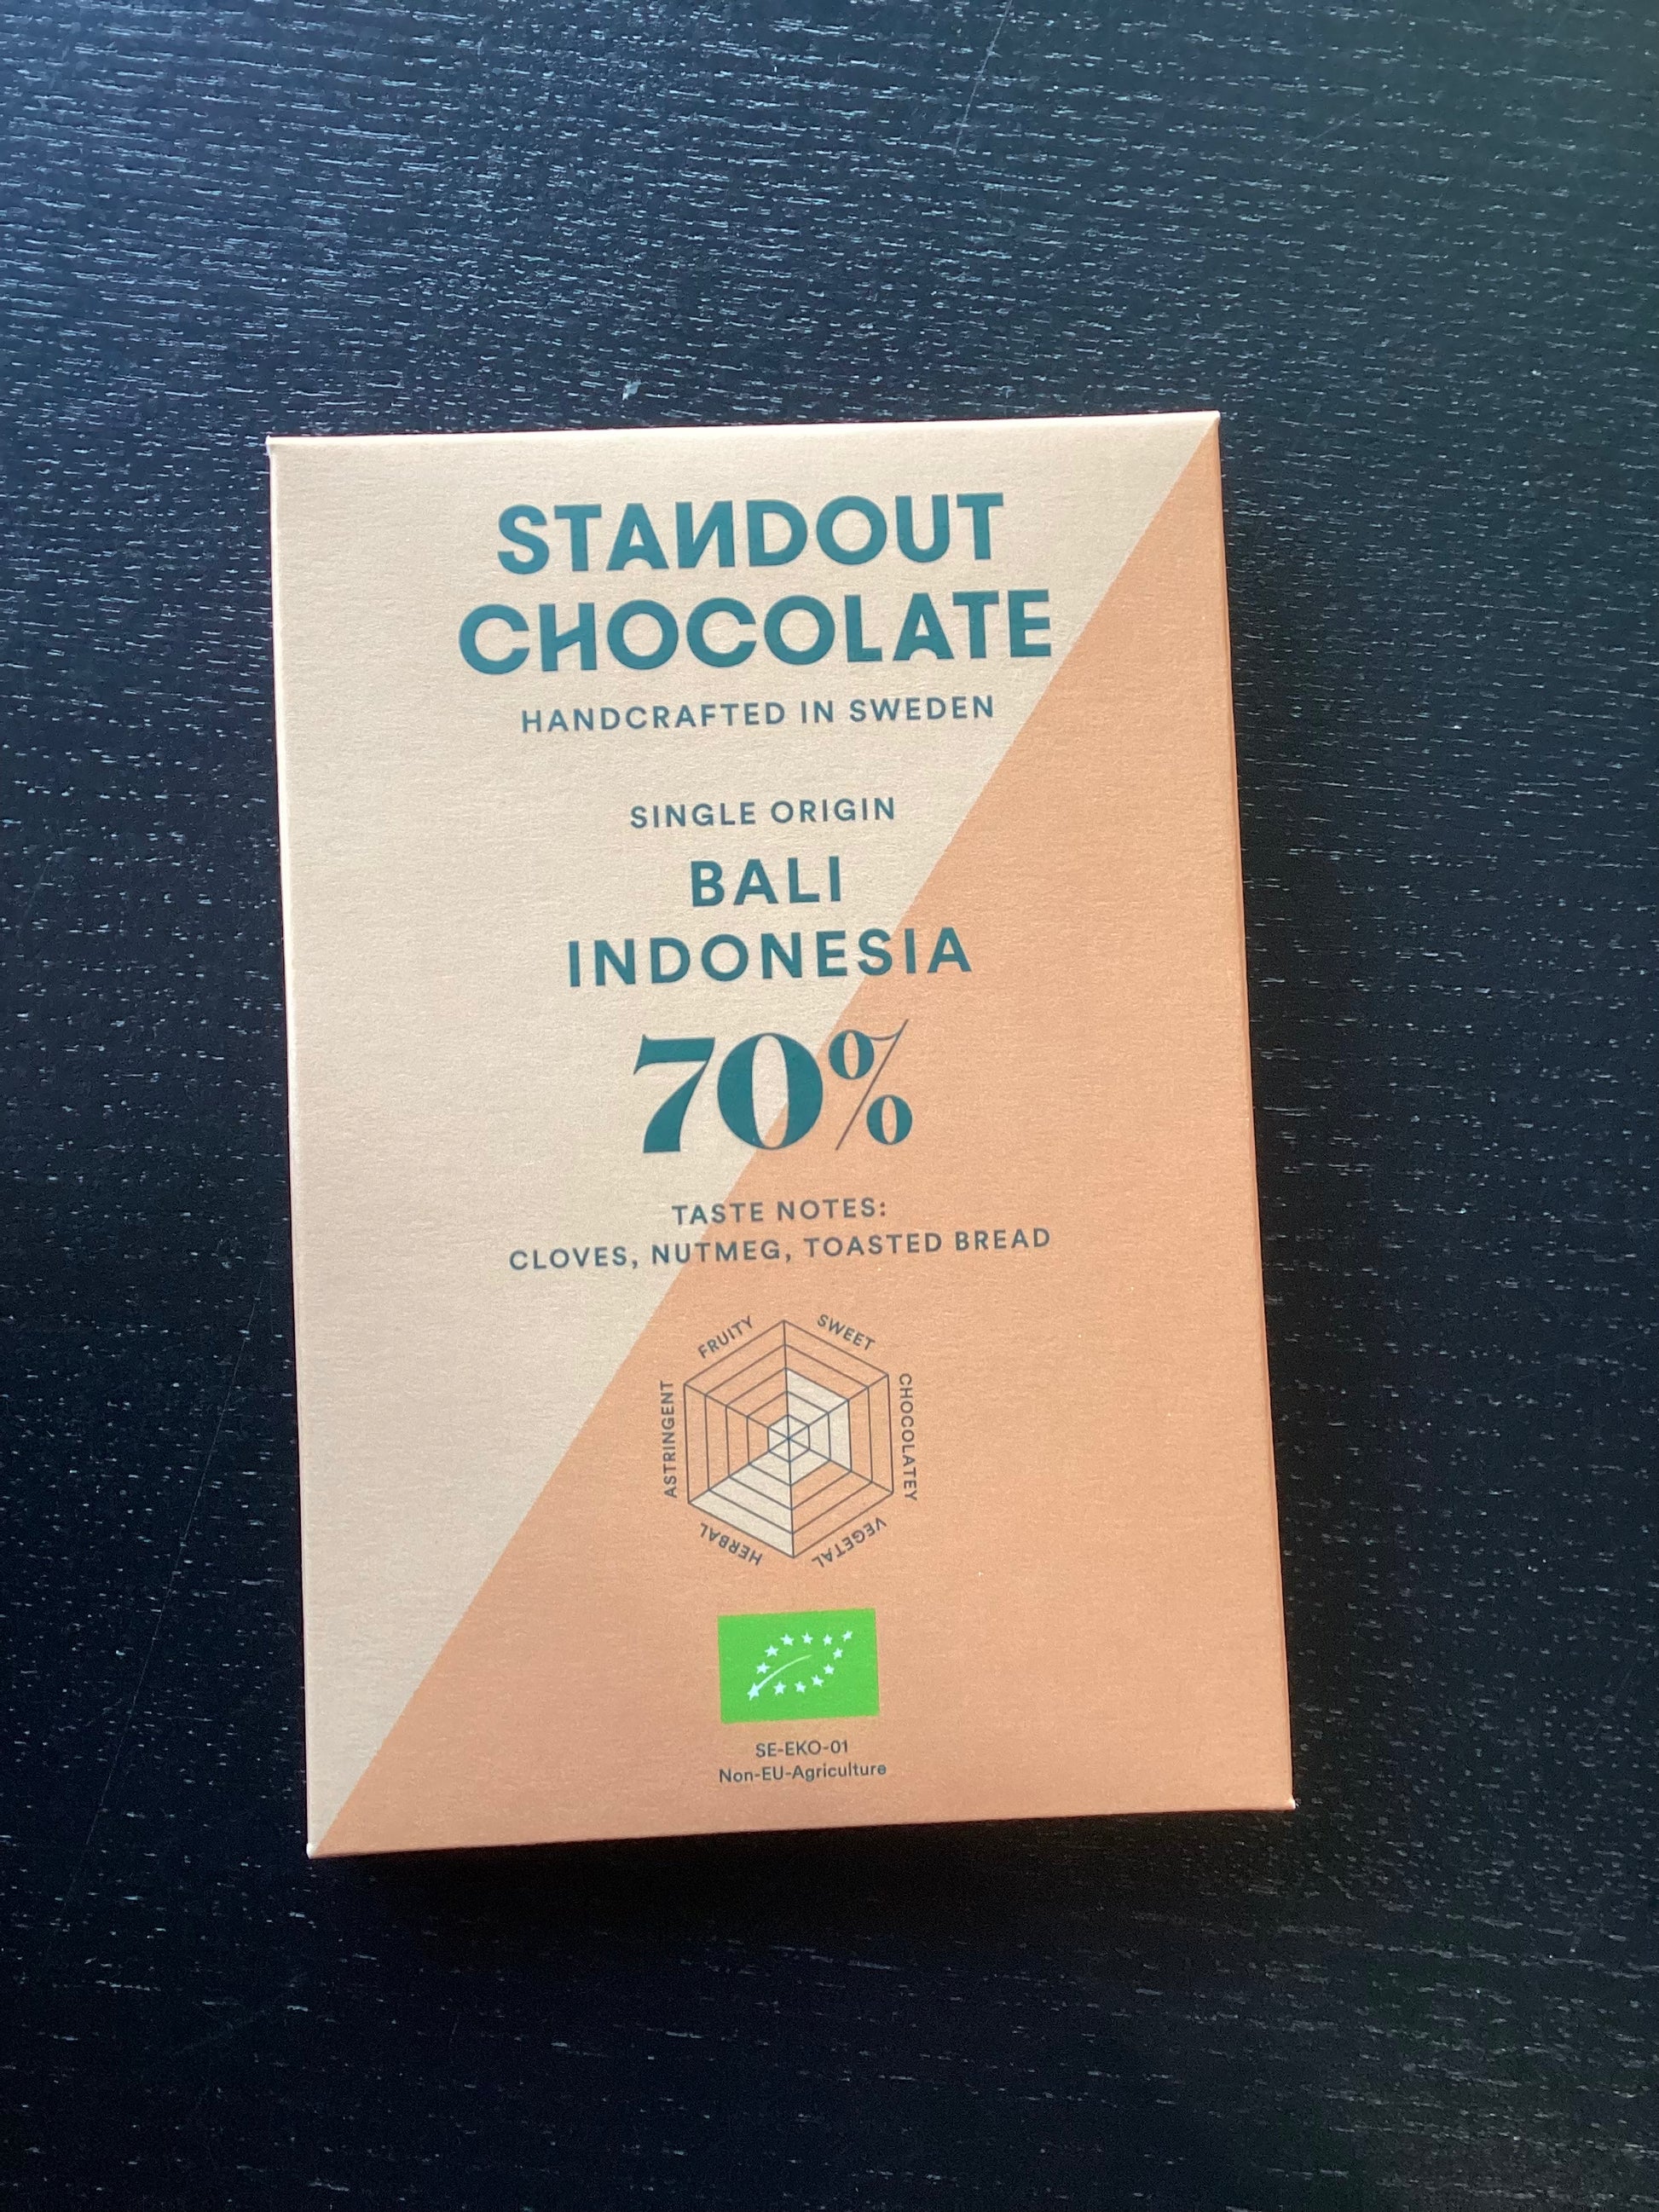 STANDOUT
CHOCOLATE
HANDCRAFTED IN SWEDEN
SINGLE ORIGIN
BALI
INDONESIA
70%
TASTE NOTES:
CLOVES, NUTMEG, TOASTED BREAD
FRUITY
SWEET
ASTRINGENT
CHOCOLATEY
HERBAL
VEGETAL
SE-EKO-01
Non-EU-Agriculture